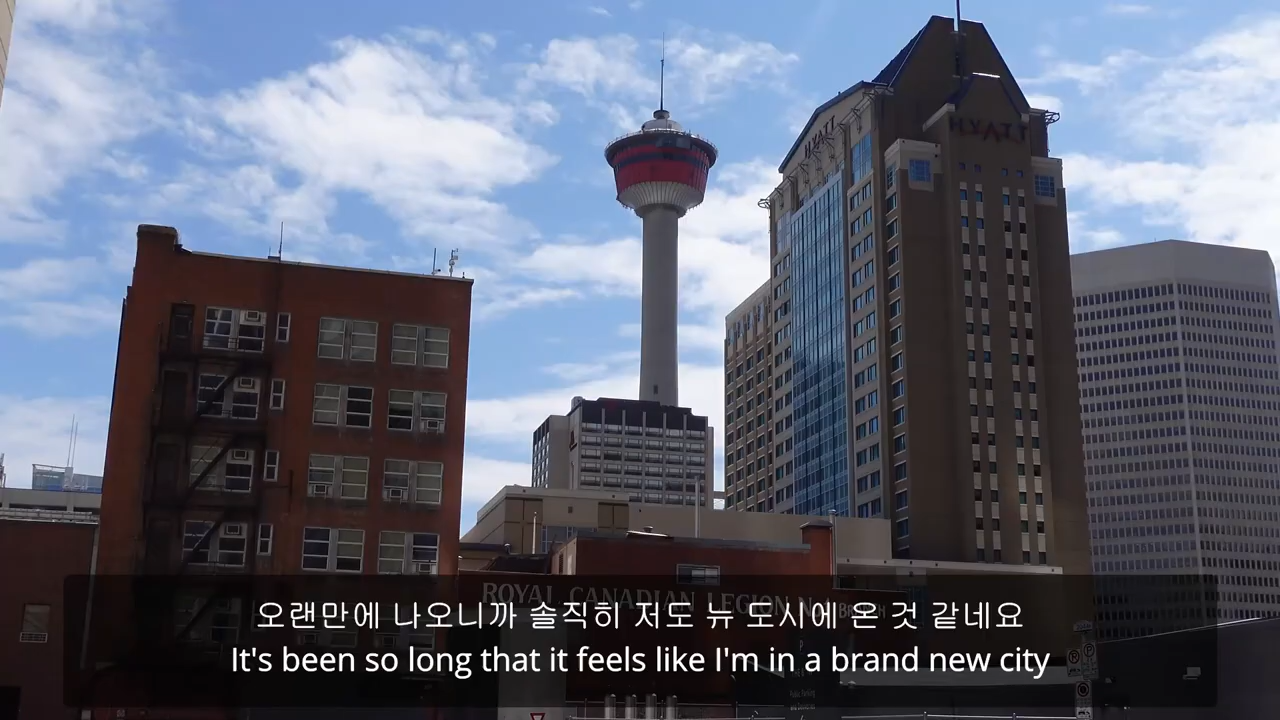 HYATT
HYATT
ROYAL CANADIAN LEGION N
오랜만에 나오니까 솔직히 저도 뉴 도시에 온 것 같네요
It's been so long that it feels like I'm in a brand new city